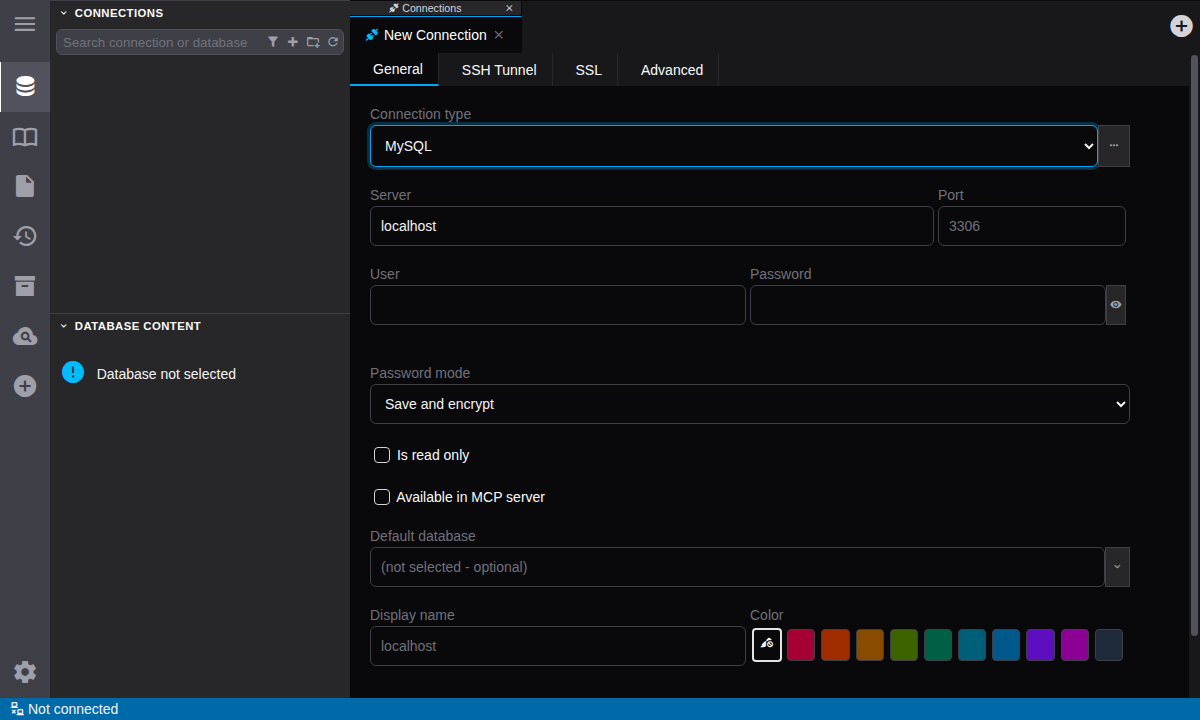 CONNECTIONS
Search connection or database
DATABASE CONTENT
Database not selected
Connections
New Connection
General
SSH Tunnel
SSL
Advanced
Connection type
MySQL
Server
Port
localhost
3306
User
Password
Password mode
Save and encrypt
Is read only
Available in MCP server
Default database
(not selected - optional)
Display name
Color
localhost
Not connected